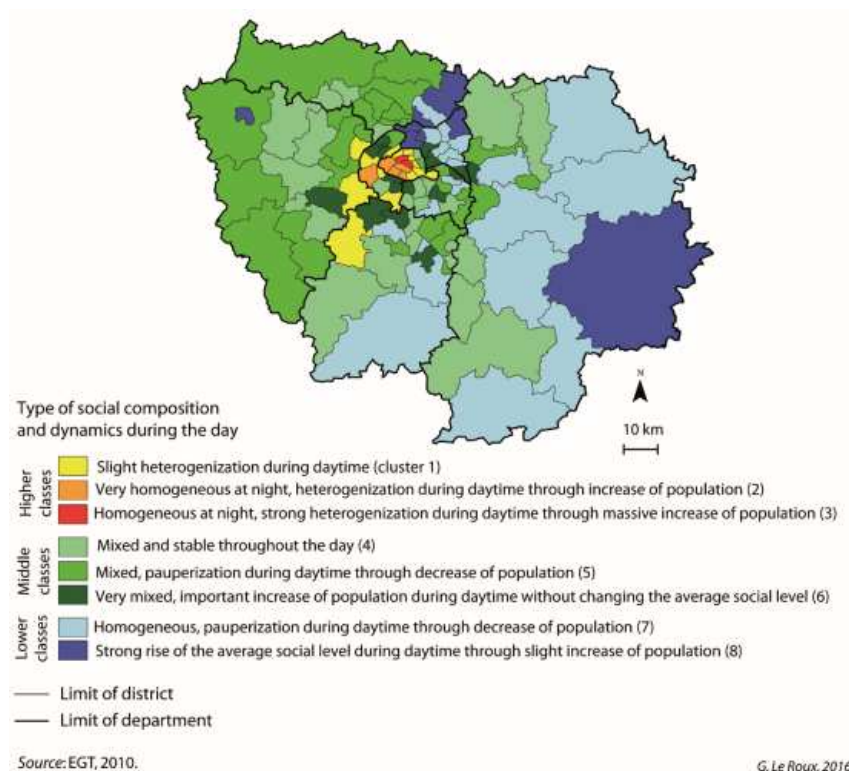 N
10 km
Type of social composition
and dynamics during the day
Higher
classes
Slight heterogenization during daytime (cluster 1)
Very homogeneous at night, heterogenization during daytime through increase of population (2)
Homogeneous at night, strong heterogenization during daytime through massive increase of population (3)
Middle
classes
Mixed and stable throughout the day (4)
Mixed, pauperization during daytime through decrease of population (5)
Very mixed, important increase of population during daytime without changing the average social level (6)
Lower
classes
Homogeneous, pauperization during daytime through decrease of population (7)
Strong rise of the average social level during daytime through slight increase of population (8)
Limit of district
Limit of department
Source: EGT, 2010.
G. Le Roux, 2016